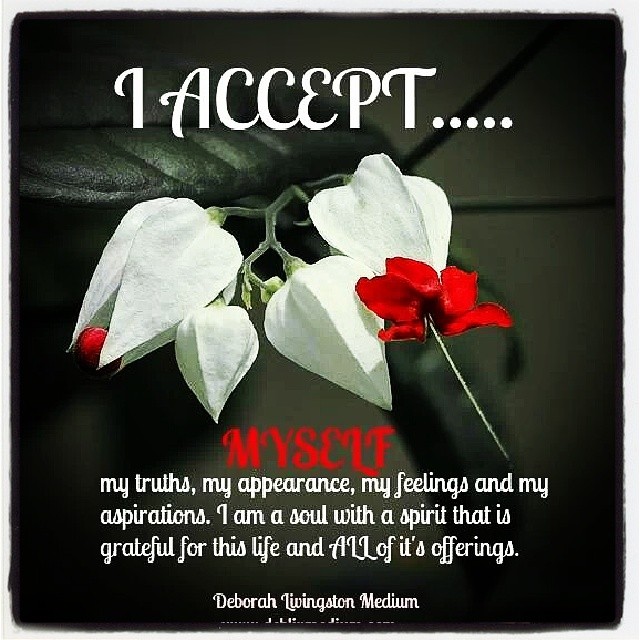 I ACCEPT.....
MYSELF
my truths, my appearance, my feelings and my
aspirations. I am a soul with a spirit that is
grateful for this life and ALL of it's offerings.
Deborah Livingston Medium